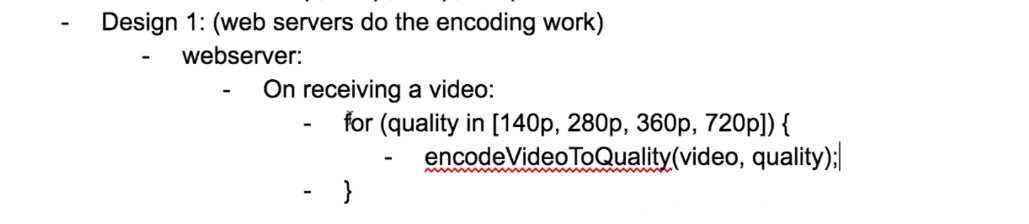 - Design 1: (web servers do the encoding work)
- webserver:
- On receiving a video:
- for (quality in [140p, 280p, 360p, 720p]) {
- encodeVideoToQuality(video, quality);
- }